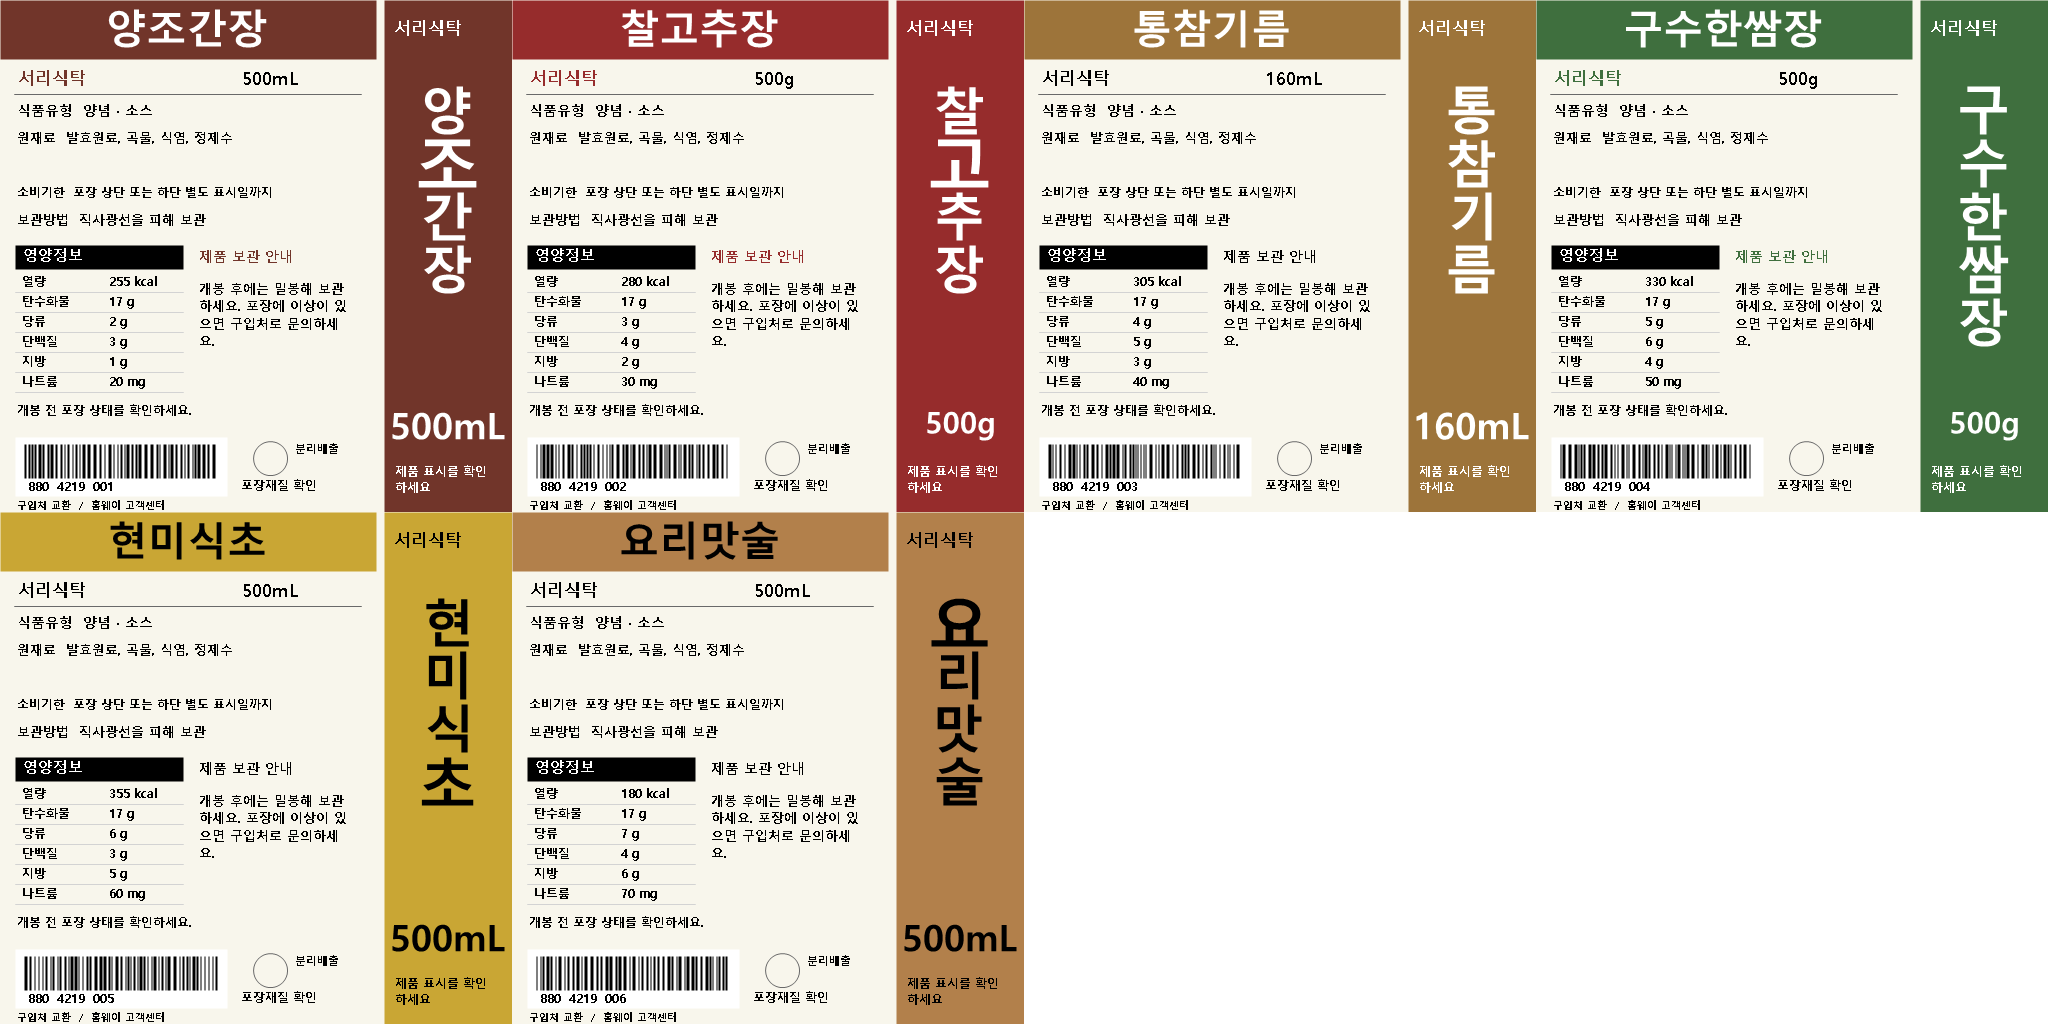 양조간장
서리식탁 500mL
식품유형 양념 · 소스
원재료 발효원료, 곡물, 식염, 정제수
소비기한 포장 상단 또는 하단 별도 표시일까지
보관방법 직사광선을 피해 보관
영양정보
열량 255 kcal
탄수화물 17 g
당류 2 g
단백질 3 g
지방 1 g
나트륨 20 mg
제품 보관 안내
개봉 후에는 밀봉해 보관
하세요. 포장에 이상이 있
으면 구입처로 문의하세
요.
개봉 전 포장 상태를 확인하세요.
880 4219 001
분리배출
포장재질 확인
구입처 교환 / 홈웨이 고객센터
서리식탁
양조간장
500mL
제품 표시를 확인
하세요
찰고추장
서리식탁 500g
식품유형 양념 · 소스
원재료 발효원료, 곡물, 식염, 정제수
소비기한 포장 상단 또는 하단 별도 표시일까지
보관방법 직사광선을 피해 보관
영양정보
열량 280 kcal
탄수화물 17 g
당류 3 g
단백질 4 g
지방 2 g
나트륨 30 mg
제품 보관 안내
개봉 후에는 밀봉해 보관
하세요. 포장에 이상이 있
으면 구입처로 문의하세
요.
개봉 전 포장 상태를 확인하세요.
880 4219 002
분리배출
포장재질 확인
구입처 교환 / 홈웨이 고객센터
서리식탁
찰고추장
500g
제품 표시를 확인
하세요
통참기름
서리식탁 160mL
식품유형 양념 · 소스
원재료 발효원료, 곡물, 식염, 정제수
소비기한 포장 상단 또는 하단 별도 표시일까지
보관방법 직사광선을 피해 보관
영양정보
열량 305 kcal
탄수화물 17 g
당류 4 g
단백질 5 g
지방 3 g
나트륨 40 mg
제품 보관 안내
개봉 후에는 밀봉해 보관
하세요. 포장에 이상이 있
으면 구입처로 문의하세
요.
개봉 전 포장 상태를 확인하세요.
880 4219 003
분리배출
포장재질 확인
구입처 교환 / 홈웨이 고객센터
서리식탁
통참기름
160mL
제품 표시를 확인
하세요
구수한쌈장
서리식탁 500g
식품유형 양념 · 소스
원재료 발효원료, 곡물, 식염, 정제수
소비기한 포장 상단 또는 하단 별도 표시일까지
보관방법 직사광선을 피해 보관
영양정보
열량 330 kcal
탄수화물 17 g
당류 5 g
단백질 6 g
지방 4 g
나트륨 50 mg
제품 보관 안내
개봉 후에는 밀봉해 보관
하세요. 포장에 이상이 있
으면 구입처로 문의하세
요.
개봉 전 포장 상태를 확인하세요.
880 4219 004
분리배출
포장재질 확인
구입처 교환 / 홈웨이 고객센터
서리식탁
구수한쌈장
500g
제품 표시를 확인
하세요
현미식초
서리식탁 500mL
식품유형 양념 · 소스
원재료 발효원료, 곡물, 식염, 정제수
소비기한 포장 상단 또는 하단 별도 표시일까지
보관방법 직사광선을 피해 보관
영양정보
열량 355 kcal
탄수화물 17 g
당류 6 g
단백질 3 g
지방 5 g
나트륨 60 mg
제품 보관 안내
개봉 후에는 밀봉해 보관
하세요. 포장에 이상이 있
으면 구입처로 문의하세
요.
개봉 전 포장 상태를 확인하세요.
880 4219 005
분리배출
포장재질 확인
구입처 교환 / 홈웨이 고객센터
서리식탁
현미식초
500mL
제품 표시를 확인
하세요
요리맛술
서리식탁 500mL
식품유형 양념 · 소스
원재료 발효원료, 곡물, 식염, 정제수
소비기한 포장 상단 또는 하단 별도 표시일까지
보관방법 직사광선을 피해 보관
영양정보
열량 180 kcal
탄수화물 17 g
당류 7 g
단백질 4 g
지방 6 g
나트륨 70 mg
제품 보관 안내
개봉 후에는 밀봉해 보관
하세요. 포장에 이상이 있
으면 구입처로 문의하세
요.
개봉 전 포장 상태를 확인하세요.
880 4219 006
분리배출
포장재질 확인
구입처 교환 / 홈웨이 고객센터
서리식탁
요리맛술
500mL
제품 표시를 확인
하세요